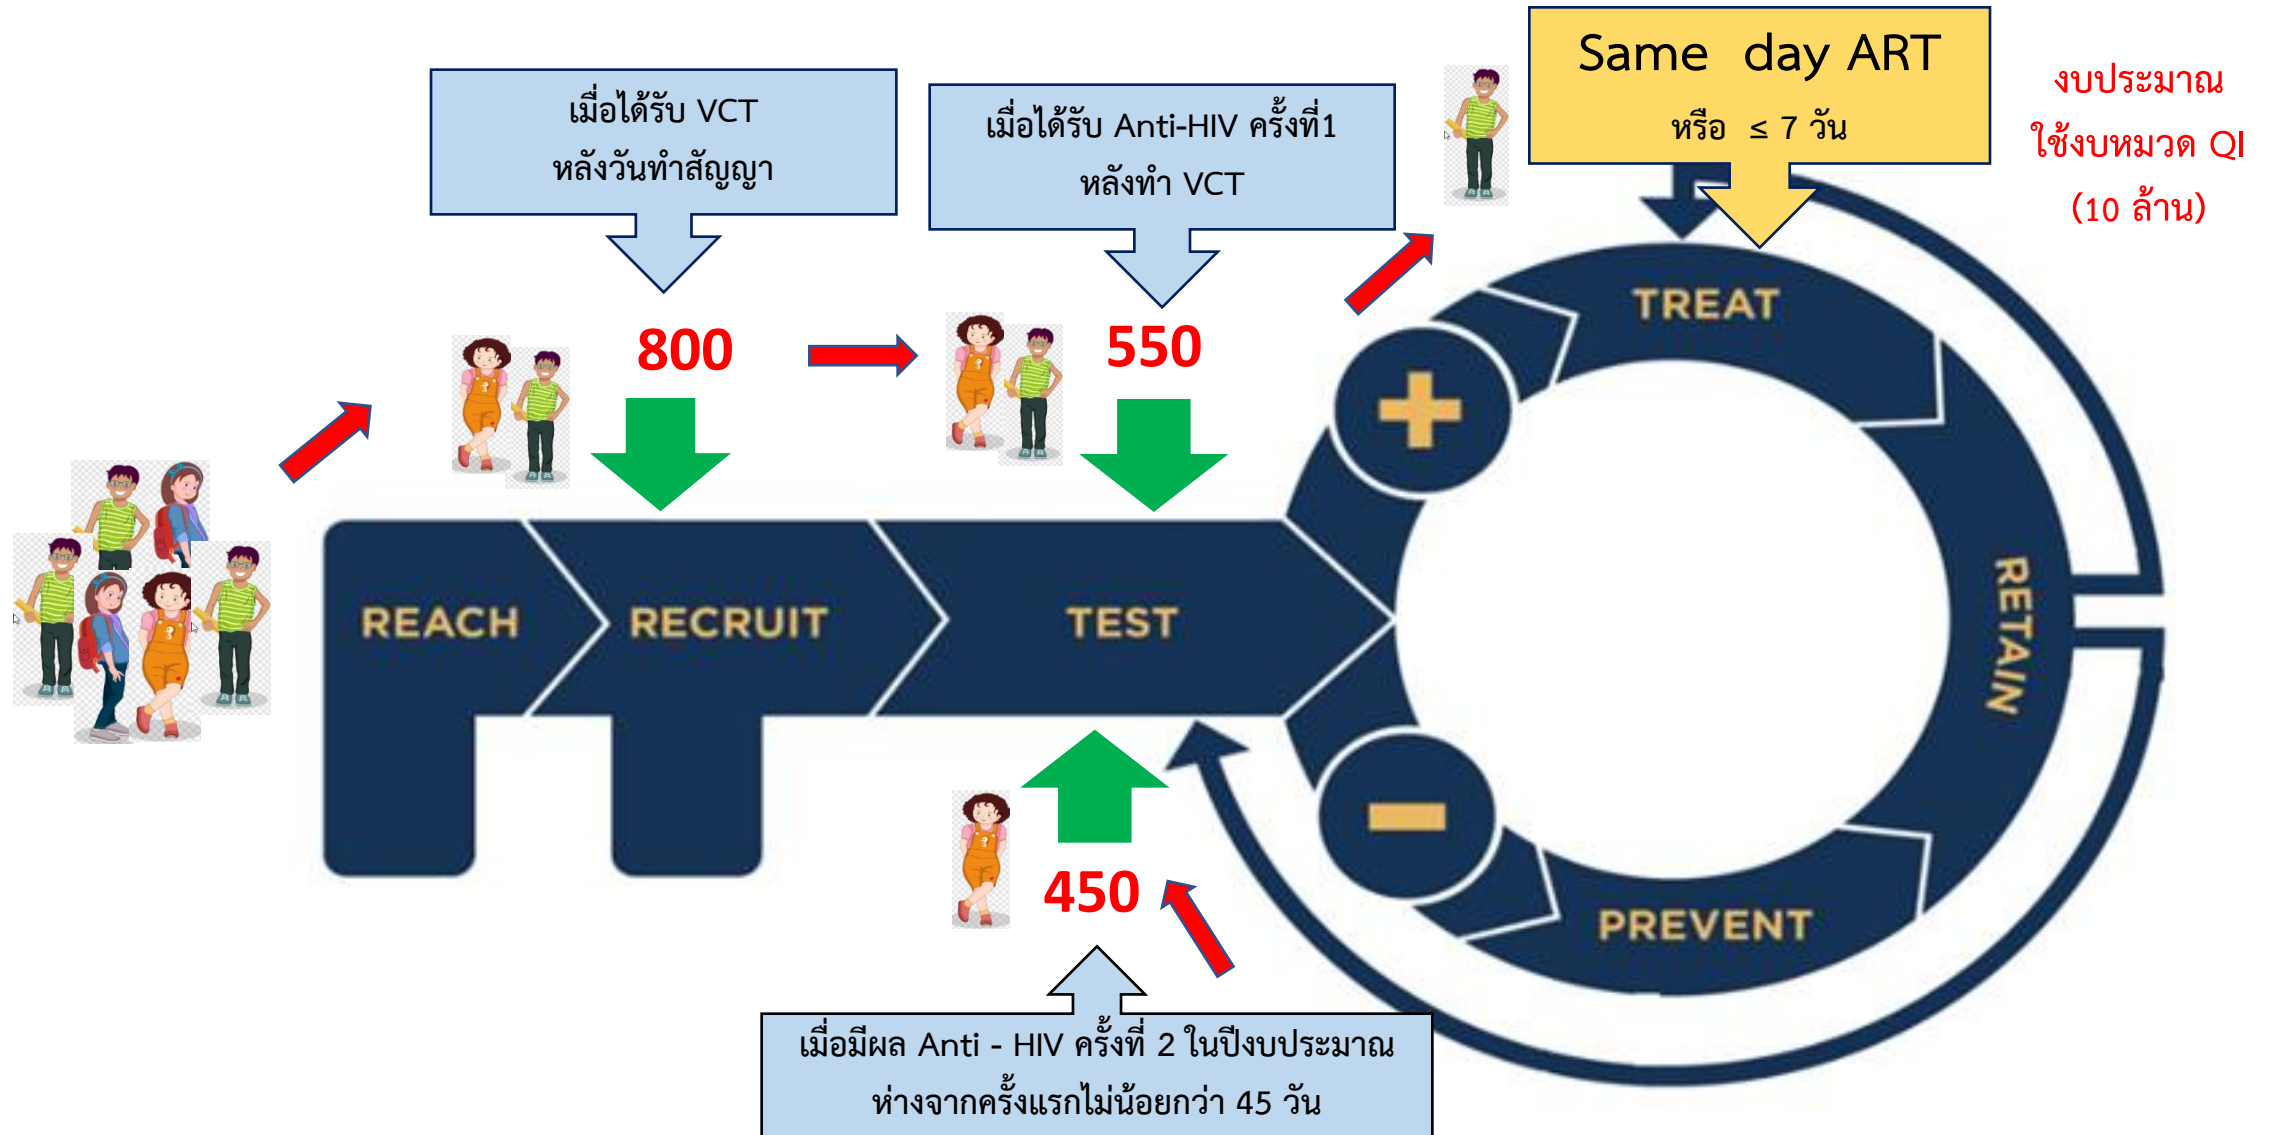 เมื่อได้รับ VCT
หลังวันทำสัญญา
เมื่อได้รับ Anti-HIV ครั้งที่1
หลังทำ VCT
Same day ART
หรือ ≤ 7 วัน
งบประมาณ
ใช้งบหมวด QI
(10 ล้าน)
800
550
TREAT
+
REACH
RECRUIT
TEST
RETAIN
-
PREVENT
450
เมื่อมีผล Anti - HIV ครั้งที่ 2 ในปีงบประมาณ
ห่างจากครั้งแรกไม่น้อยกว่า 45 วัน